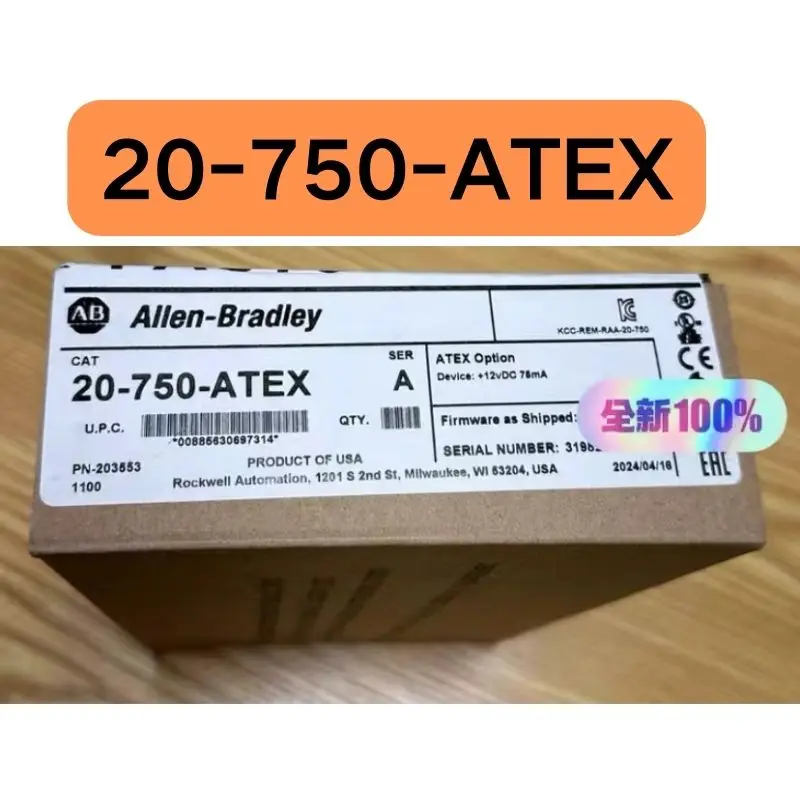 20-750-ATEX
AB Allen-Bradley
KCC-REM-RAA-20-750
CAT
SER
20-750-ATEX
A
ATEX Option
Device: +12vDC 75mA
U.P.C.
*00885630697314*
QTY.
Firmware as Shipped:
全新100%
SERIAL NUMBER:
PN-203553
1100
PRODUCT OF USA
Rockwell Automation, 1201 S 2nd St, Milwaukee, WI 53204, USA
2024/04/16
CE
EAC